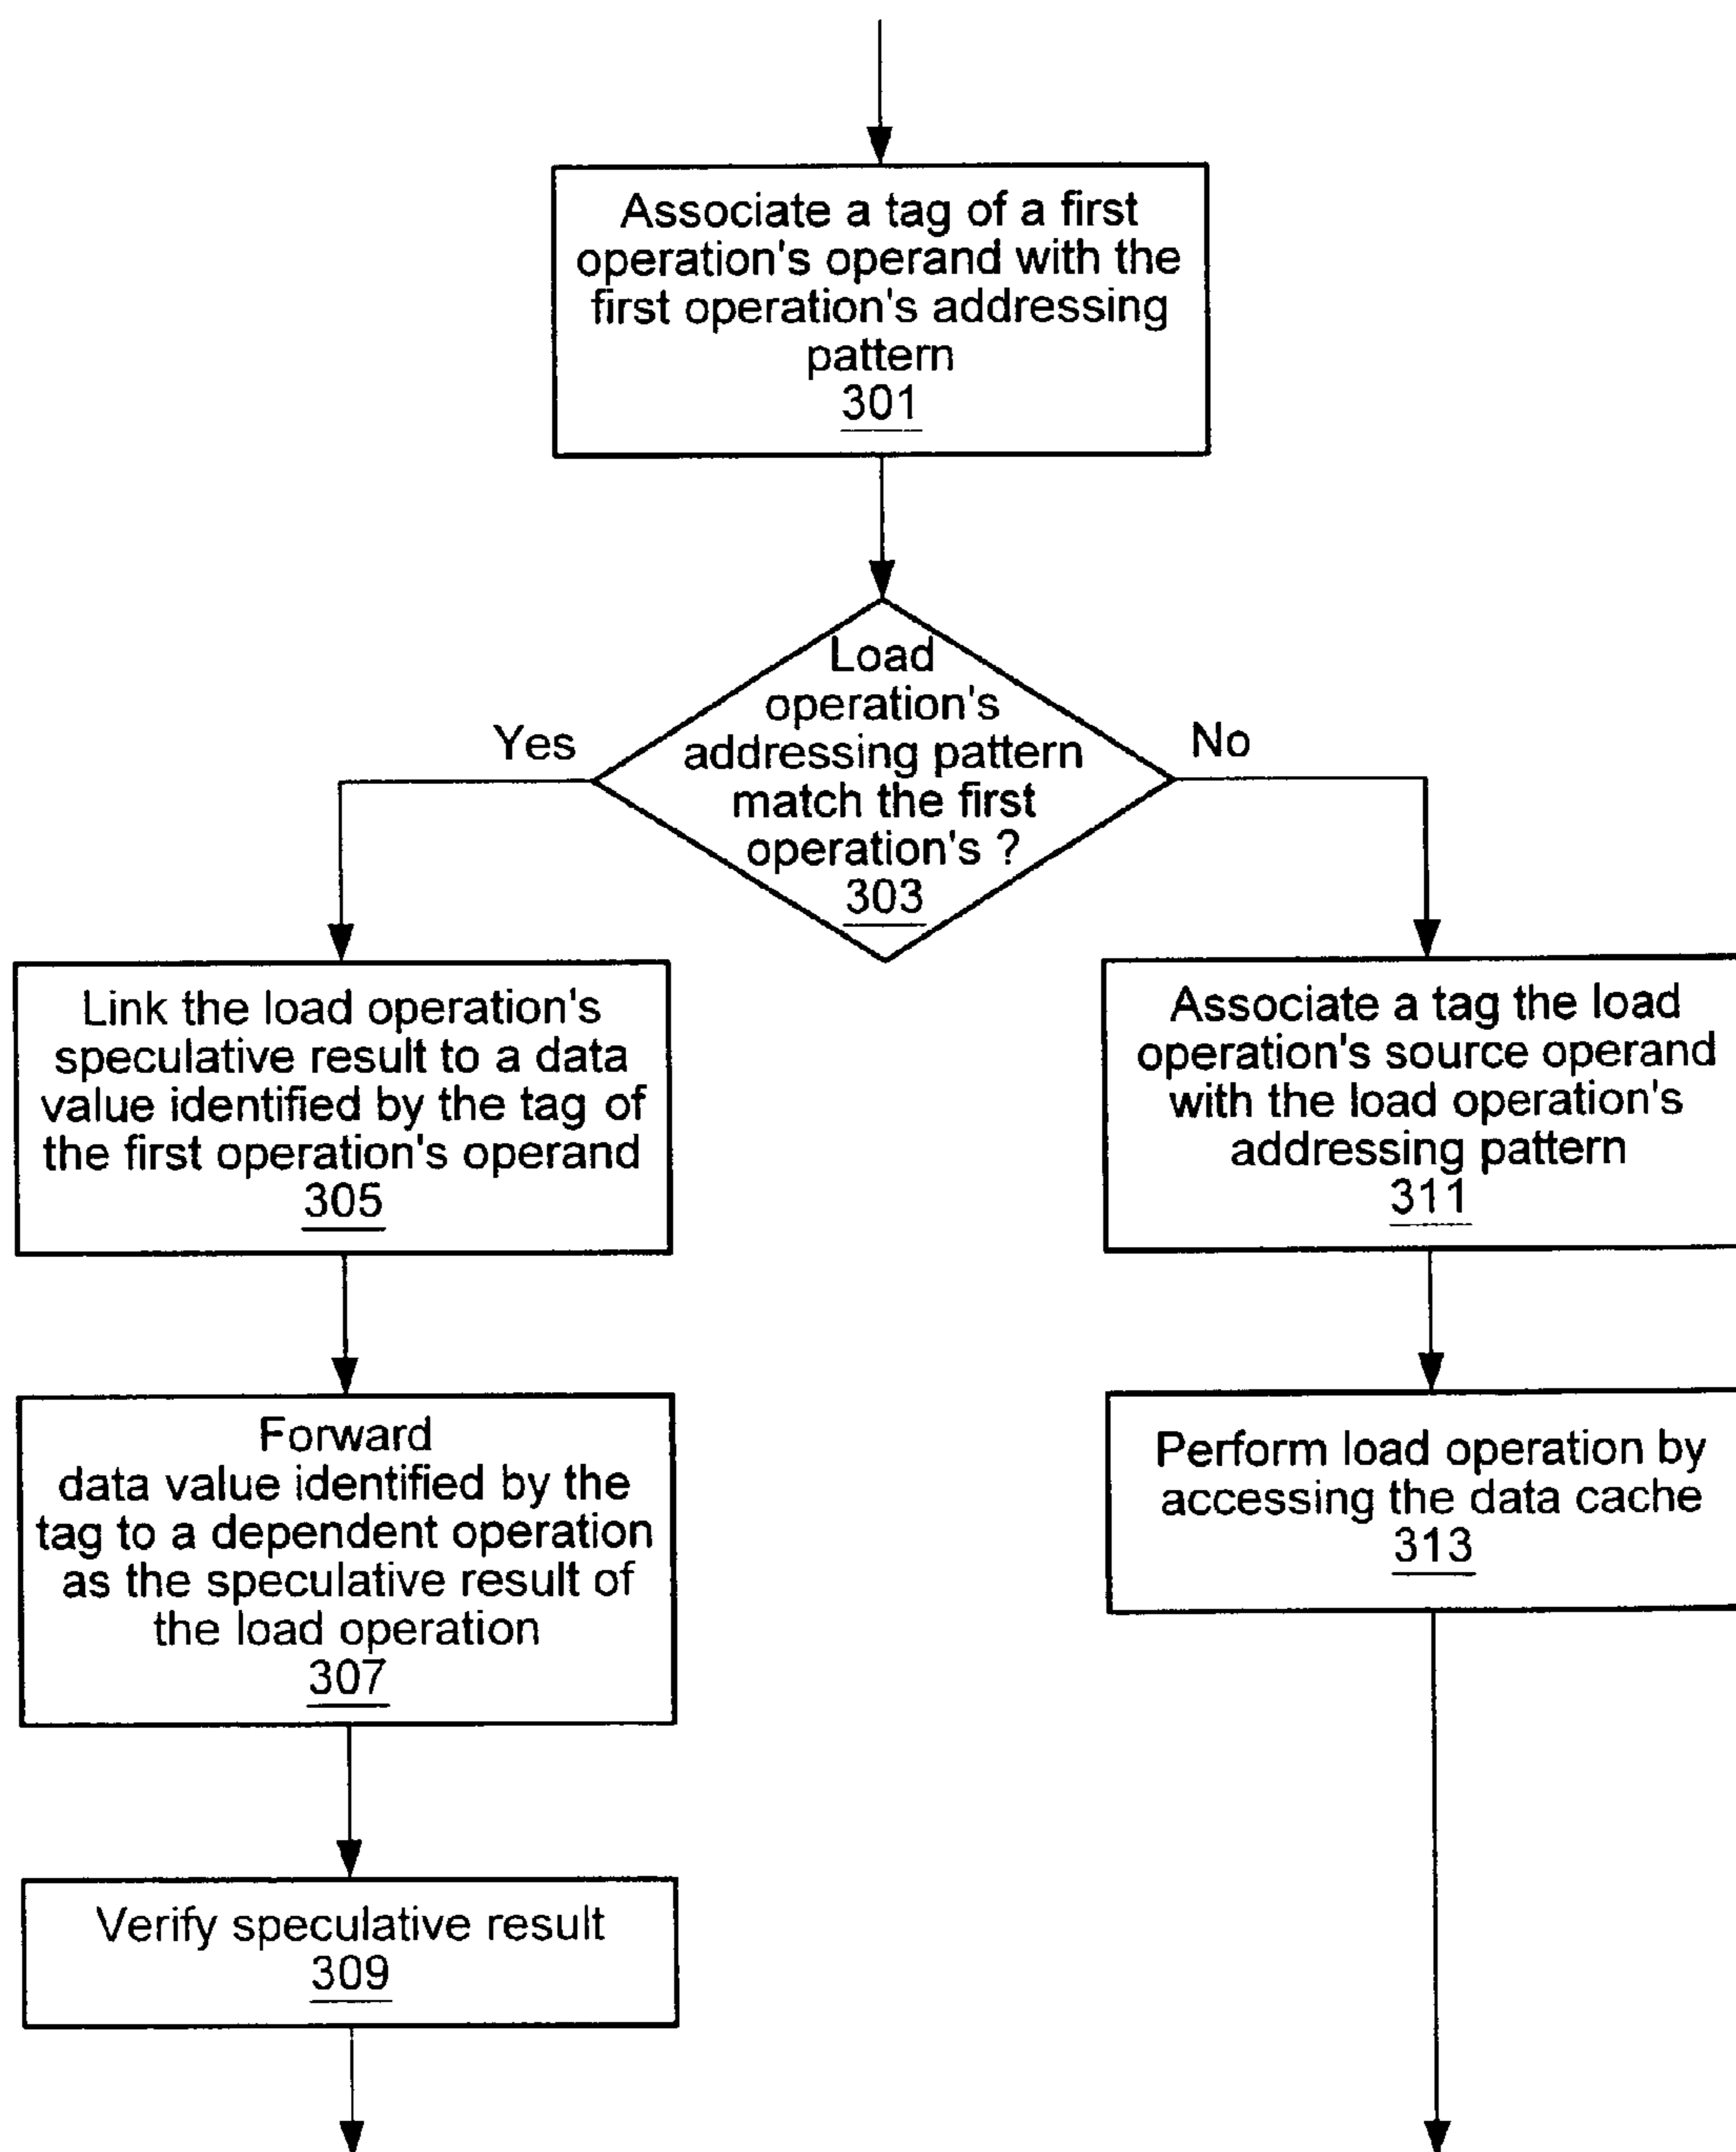 Associate a tag of a first
operation's operand with the
first operation's addressing
pattern
301
Load
operation's
addressing pattern
match the first
operation's ?
303
Yes
No
Link the load operation's
speculative result to a data
value identified by the tag of
the first operation's operand
305
Forward
data value identified by the
tag to a dependent operation
as the speculative result of
the load operation
307
Verify speculative result
309
Associate a tag the load
operation's source operand
with the load operation's
addressing pattern
311
Perform load operation by
accessing the data cache
313